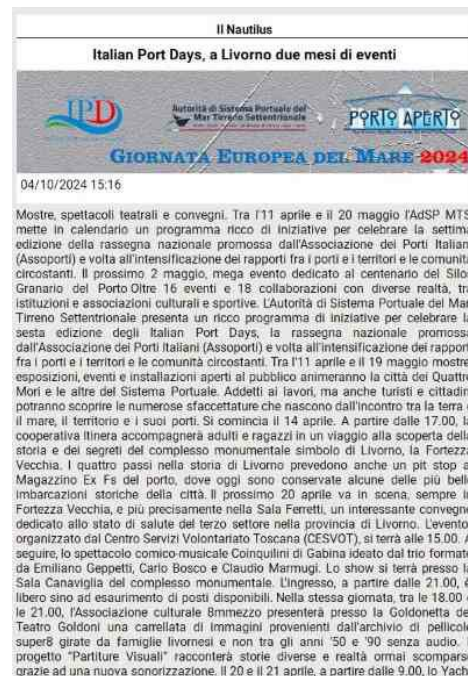 Il Nautilus
Italian Port Days, a Livorno due mesi di eventi
IPD
Autorità di Sistema Portuale del
Mar Tirreno Settentrionale
PORTO APERTO
GIORNATA EUROPEA DEL MARE 2024
04/10/2024 15:16
Mostre, spettacoli teatrali e convegni. Tra l'11 aprile e il 20 maggio l'AdSP MTS
mette in calendario un programma ricco di iniziative per celebrare la settima
edizione della rassegna nazionale promossa dall'Associazione dei Porti Italian
(Assoporti) e volta all'intensificazione dei rapporti fra i porti e i territori e le comunità
circostanti. Il prossimo 2 maggio, mega evento dedicato al centenario del Silos
Granario del Porto Oltre 16 eventi e 18 collaborazioni con diverse realtà, tra
istituzioni e associazioni culturali e sportive. L'Autorità di Sistema Portuale del Mar
Tirreno Settentrionale presenta un ricco programma di iniziative per celebrare la
sesta edizione degli Italian Port Days, la rassegna nazionale promossa
dall'Associazione dei Porti Italiani (Assoporti) e volta all'intensificazione dei rapport
fra i porti e i territori e le comunità circostanti. Tra l'11 aprile e il 19 maggio mostre,
esposizioni, eventi e installazioni aperti al pubblico animeranno la città dei Quattro
Mori e le altre del Sistema Portuale. Addetti ai lavori, ma anche turisti e cittadin
potranno scoprire le numerose sfaccettature che nascono dall'incontro tra la terra e
il mare, il territorio e i suoi porti. Si comincia il 14 aprile. A partire dalle 17.00, la
cooperativa Itinera accompagnerà adulti e ragazzi in un viaggio alla scoperta della
storia e dei segreti del complesso monumentale simbolo di Livorno, la Fortezza
Vecchia. I quattro passi nella storia di Livorno prevedono anche un pit stop al
Magazzino Ex Fs del porto, dove oggi sono conservate alcune delle più belle
imbarcazioni storiche della città. Il prossimo 20 aprile va in scena, sempre in
Fortezza Vecchia, e più precisamente nella Sala Ferretti, un interessante convegno
dedicato allo stato di salute del terzo settore nella provincia di Livorno. L'evento,
organizzato dal Centro Servizi Volontariato Toscana (CESVOT), si terrà alle 15.00. A
seguire, lo spettacolo comico-musicale Coinquilini di Gabina ideato dal trio formato
da Emiliano Geppetti, Carlo Bosco e Claudio Marmugi. Lo show si terrà presso la
Sala Canaviglia del complesso monumentale. L'ingresso, a partire dalle 21.00, è
libero sino ad esaurimento di posti disponibili. Nella stessa giornata, tra le 18.00 e
le 21.00, l'Associazione culturale 8mmezzo presenterà presso la Goldonetta del
Teatro Goldoni una carrellata di immagini provenienti dall'archivio di pellicole
super8 girate da famiglie livornesi e non tra gli anni '50 e '90 senza audio. Il
progetto "Partiture Visuali" racconterà storie diverse e realtà ormai scomparse
grazie ad una nuova sonorizzazione. Il 20 e il 21 aprile, a partire dalle 9.00, lo Yach